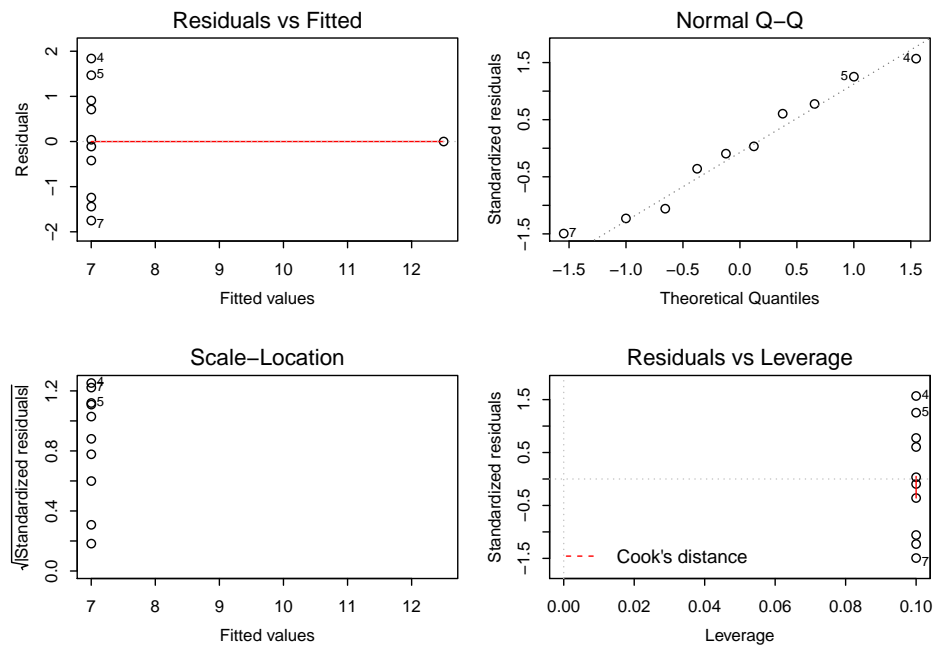 Residuals vs Fitted
Residuals
2
1
0
−1
−2
4
5
7
7 8 9 10 11 12
Fitted values
Normal Q−Q
Standardized residuals
1.5
0.5
−0.5
−1.5
4
5
7
−1.5 −1.0 −0.5 0.0 0.5 1.0 1.5
Theoretical Quantiles
Scale−Location
√|Standardized residuals|
1.2
0.8
0.4
0.0
4
7
5
7 8 9 10 11 12
Fitted values
Residuals vs Leverage
Standardized residuals
1.5
0.5
−0.5
−1.5
4
5
7
Cook's distance
0.00 0.02 0.04 0.06 0.08 0.10
Leverage